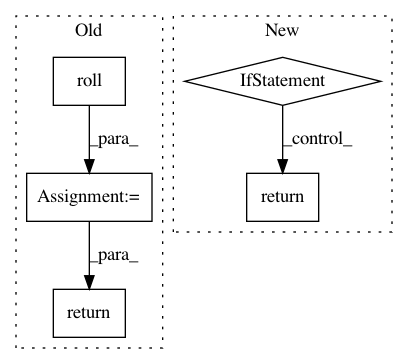 Old
roll
_para_
Assignment:=
_para_
return
New
IfStatement
_control_
return